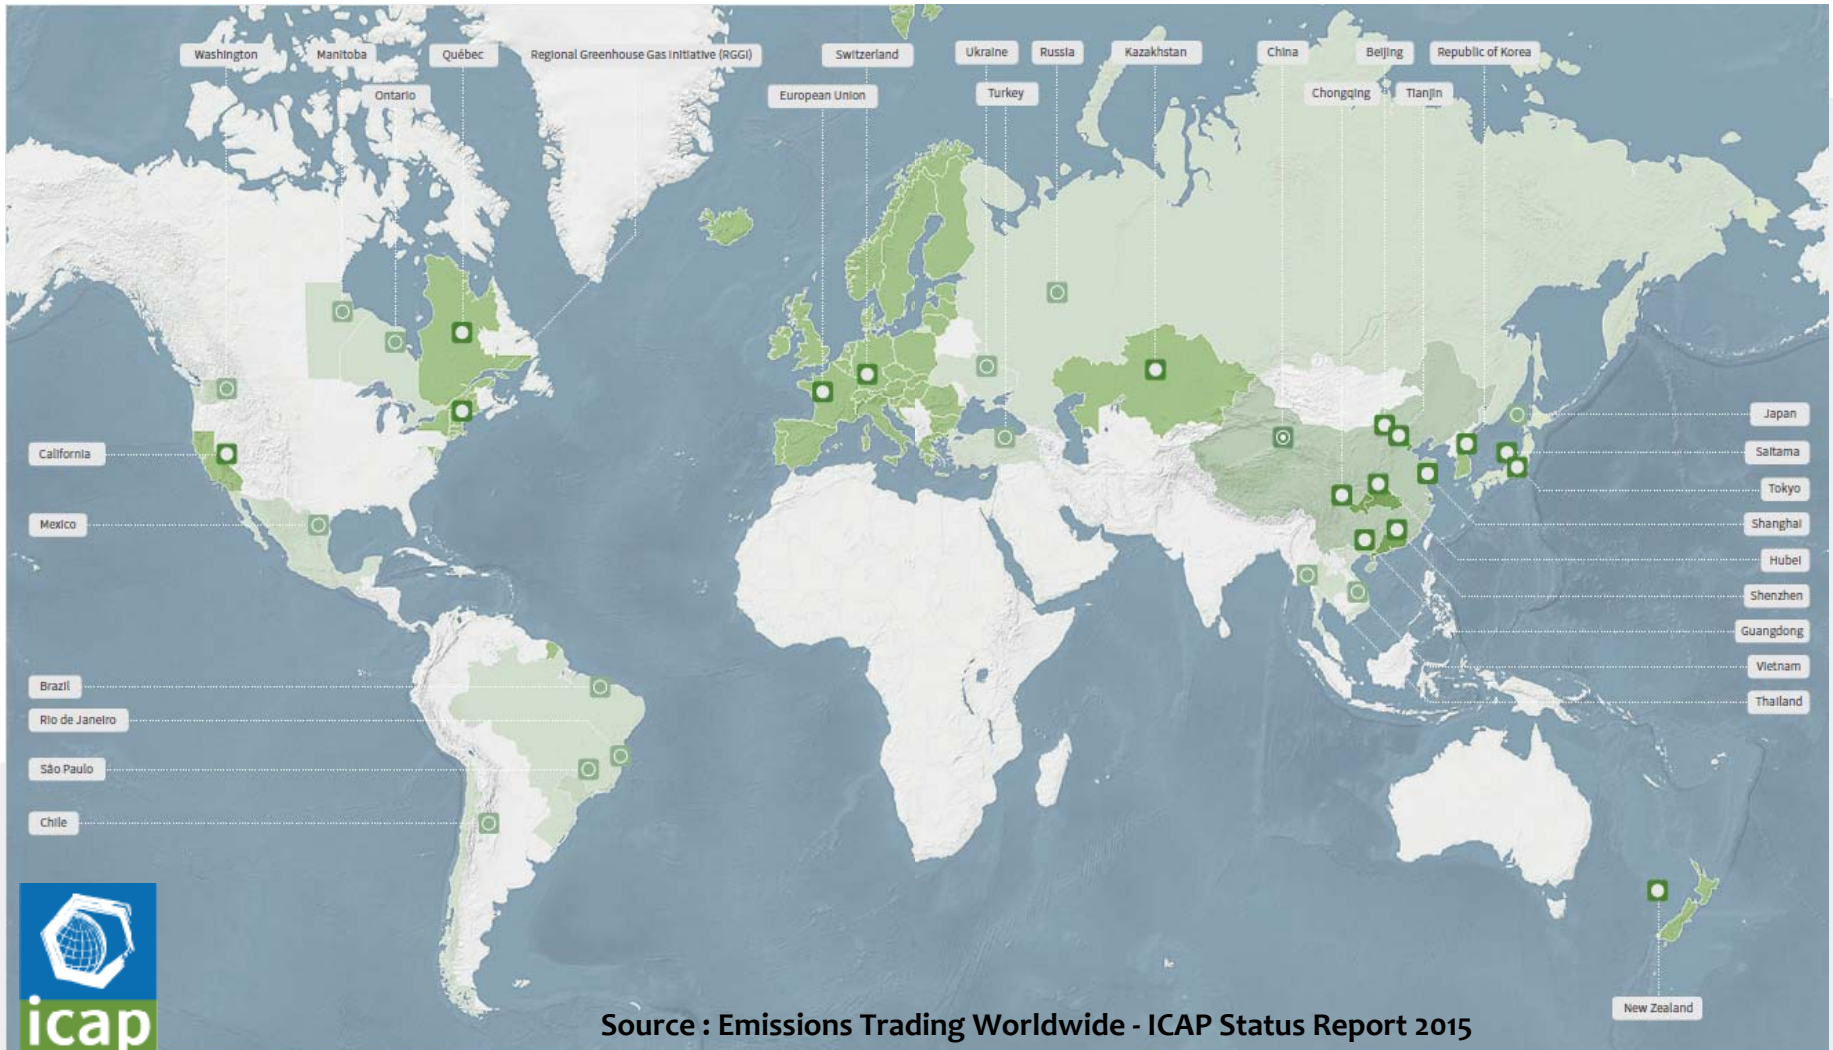 Washington
Manitoba
Québec
Regional Greenhouse Gas Initiative (RGGI)
Switzerland
Ukraine
Russia
Kazakhstan
China
Beijing
Republic of Korea
Ontario
European Union
Turkey
Chongqing
Tianjin
Japan
California
Saitama
Tokyo
Mexico
Shanghai
Hubei
Shenzhen
Guangdong
Vietnam
Brazil
Thailand
Rio de Janeiro
São Paulo
Chile
New Zealand
icap
Source : Emissions Trading Worldwide - ICAP Status Report 2015